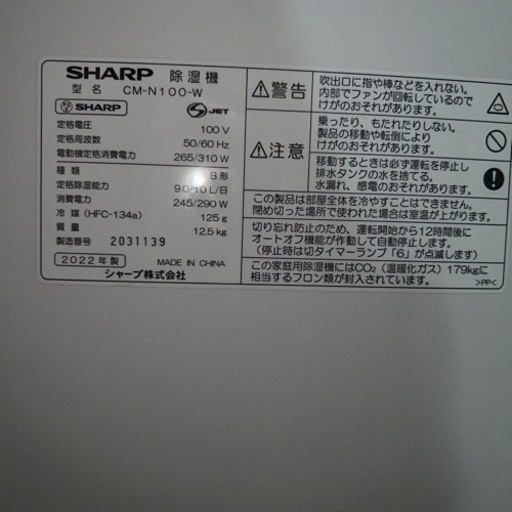 SHARP 除湿機
型名 CM-N100-W
SHARP JET
定格電圧 100 V
定格周波数 50/60 Hz
電動機定格消費電力 265/310 W
種類 B形
定格除湿能力 9.0/10 L/日
消費電力 245/290 W
冷媒(HFC-134a) 125 g
質量 12.5 kg
製造番号 2031139
2022年製 MADE IN CHINA
シャープ株式会社
警告
吹出口に指や棒などを入れない。
内部でファンが回転しているので
けがのおそれがあります。
注意
乗ったり、もたれたりしない。
製品の移動や転倒により
けがのおそれがあります。
移動するときは必ず運転を停止し
排水タンクの水を捨てる。
水漏れ、感電のおそれがあります。
この製品は部屋全体を冷やすことはできません。
閉め切った場所で使われた場合は室温が上がります。
切り忘れ防止のため、運転開始から12時間後に
オートオフ機能が作動して自動停止します。
(停止時は切タイマーランプ「6」が点滅します)
この家庭用除湿機にはCO₂(温暖化ガス)179kgに
相当するフロン類が封入されています。
>PP<